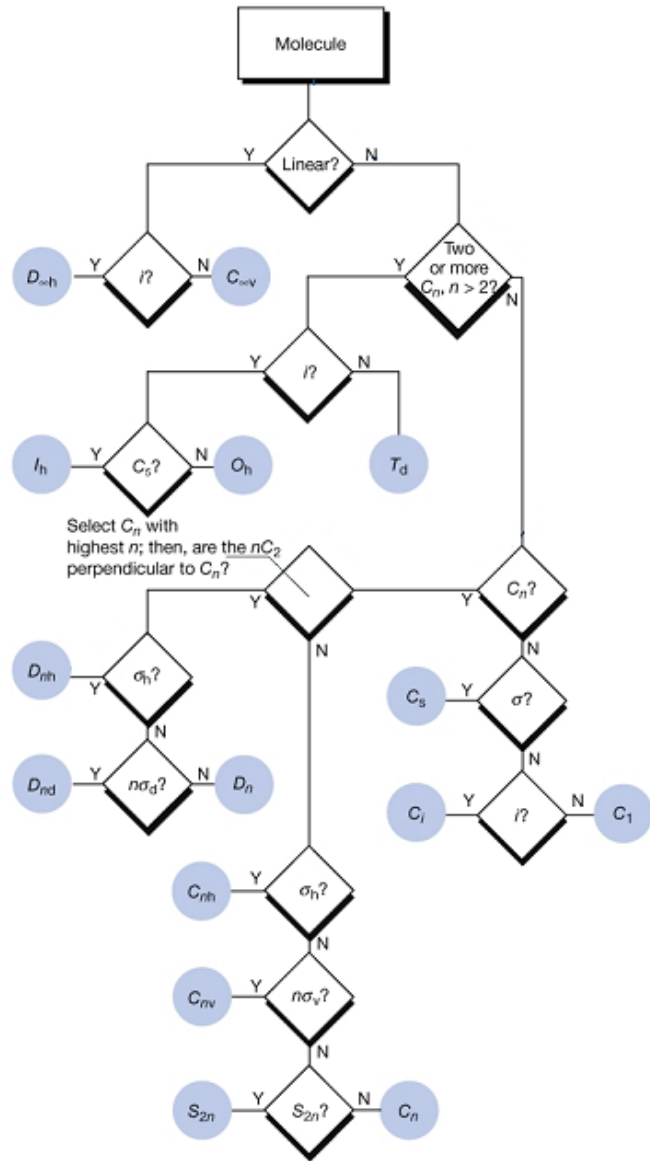 Molecule
Y
Linear?
N
D∞h
Y
i?
N
C∞v
Y
Two
or more
Cn, n > 2?
N
Y
i?
N
Ih
Y
C5?
N
Oh
Td
Select Cn with
highest n; then, are the nC2
perpendicular to Cn?
Y
N
Y
Cn?
N
Dnh
Y
σh?
N
Cs
Y
σ?
N
Dnd
Y
nσd?
N
Dn
Ci
Y
i?
N
C1
Cnh
Y
σh?
N
Cnv
Y
nσv?
N
S2n
Y
S2n?
N
Cn